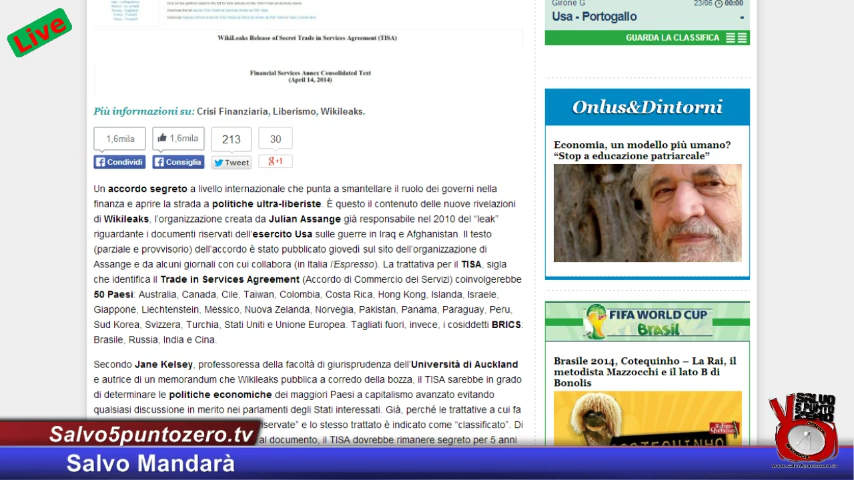 Live
WikiLeaks Release of Secret Trade in Services Agreement (TISA)
Financial Services Annex Consolidated Text
(April 14, 2014)
Più informazioni su: Crisi Finanziaria, Liberismo, Wikileaks.
1,6mila 1,6mila 213 30
Condividi Consiglia Tweet g+1
Un accordo segreto a livello internazionale che punta a smantellare il ruolo dei governi nella
finanza e aprire la strada a politiche ultra-liberiste. È questo il contenuto delle nuove rivelazioni
di Wikileaks, l'organizzazione creata da Julian Assange già responsabile nel 2010 del "leak"
riguardante i documenti riservati dell'esercito Usa sulle guerre in Iraq e Afghanistan. Il testo
(parziale e provvisorio) dell'accordo è stato pubblicato giovedì sul sito dell'organizzazione di
Assange e da alcuni giornali con cui collabora (in Italia l'Espresso). La trattativa per il TISA, sigla
che identifica il Trade in Services Agreement (Accordo di Commercio dei Servizi) coinvolgerebbe
50 Paesi: Australia, Canada, Cile, Taiwan, Colombia, Costa Rica, Hong Kong, Islanda, Israele,
Giappone, Liechtenstein, Messico, Nuova Zelanda, Norvegia, Pakistan, Panama, Paraguay, Peru,
Sud Korea, Svizzera, Turchia, Stati Uniti e Unione Europea. Tagliati fuori, invece, i cosiddetti BRICS:
Brasile, Russia, India e Cina.
Secondo Jane Kelsey, professoressa della facoltà di giurisprudenza dell'Università di Auckland
e autrice di un memorandum che Wikileaks pubblica a corredo della bozza, il TISA sarebbe in grado
di determinare le politiche economiche dei maggiori Paesi a capitalismo avanzato evitando
qualsiasi discussione in merito nei parlamenti degli Stati interessati. Già, perché le trattative a cui fa
riservate" e lo stesso trattato è indicato come "classificato". Di
al documento, il TISA dovrebbe rimanere segreto per 5 anni
Girone G 23/06 00:00
Usa - Portogallo -
GUARDA LA CLASSIFICA
Onlus&Dintorni
Economia, un modello più umano?
"Stop a educazione patriarcale"
FIFA WORLD CUP
Brasil
Brasile 2014, Cotequinho – La Rai, il
metodista Mazzocchi e il lato B di
Bonolis
COTEQUINHO
Salvo5puntozero.tv
Salvo Mandarà
SALVO
5 PUNTO
ZERO